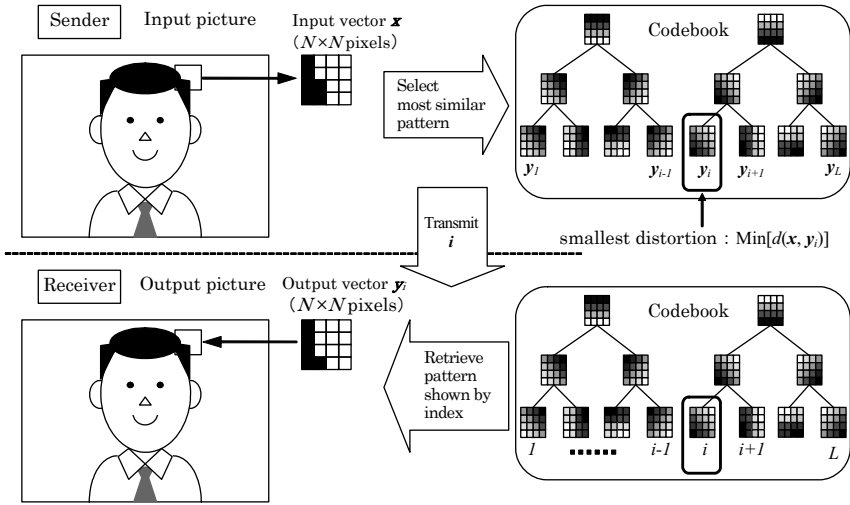 Sender
Input picture
Input vector x
(N×N pixels)
Select
most similar
pattern
Codebook
y1
yi-1
yi
yi+1
yL
smallest distortion : Min[d(x, yi)]
Transmit
i
Receiver
Output picture
Output vector yi
(N×N pixels)
Retrieve
pattern
shown by
index
Codebook
1
.......
i-1
i
i+1
L